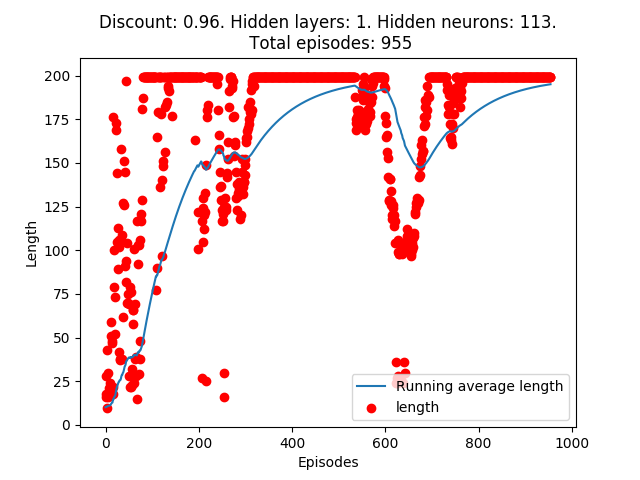 Discount: 0.96. Hidden layers: 1. Hidden neurons: 113.
Total episodes: 955
200
175
150
125
100
75
50
25
0
Length
Running average length
length
0
200
400
600
800
1000
Episodes